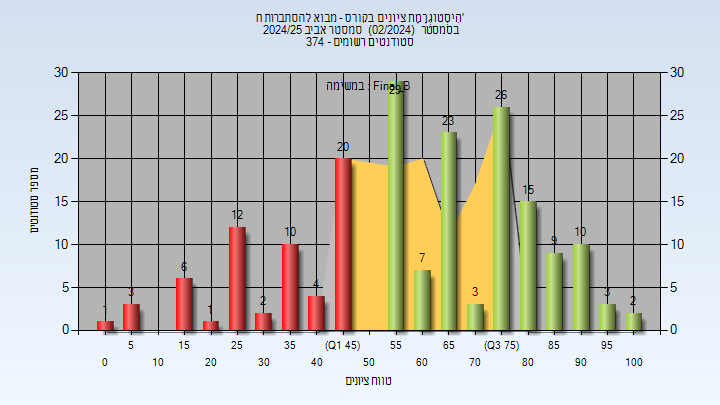 הִיסְטוֹגְרָמַת ציונים בקורס - מבוא להסתברות ח'
בסמסטר (02/2024) סמסטר אביב 2024/25
סטודנטים רשומים - 374
במשימה : Final_B
מספר סטודנטים
30 25 20 15 10 5 0
30 25 20 15 10 5 0
1 3 6 1 12 2 10 4 20 29 7 23 3 26 15 9 10 3 2
5 15 25 35 (Q1 45) 55 65 (Q3 75) 85 95
0 10 20 30 40 50 60 70 80 90 100
טווח ציונים